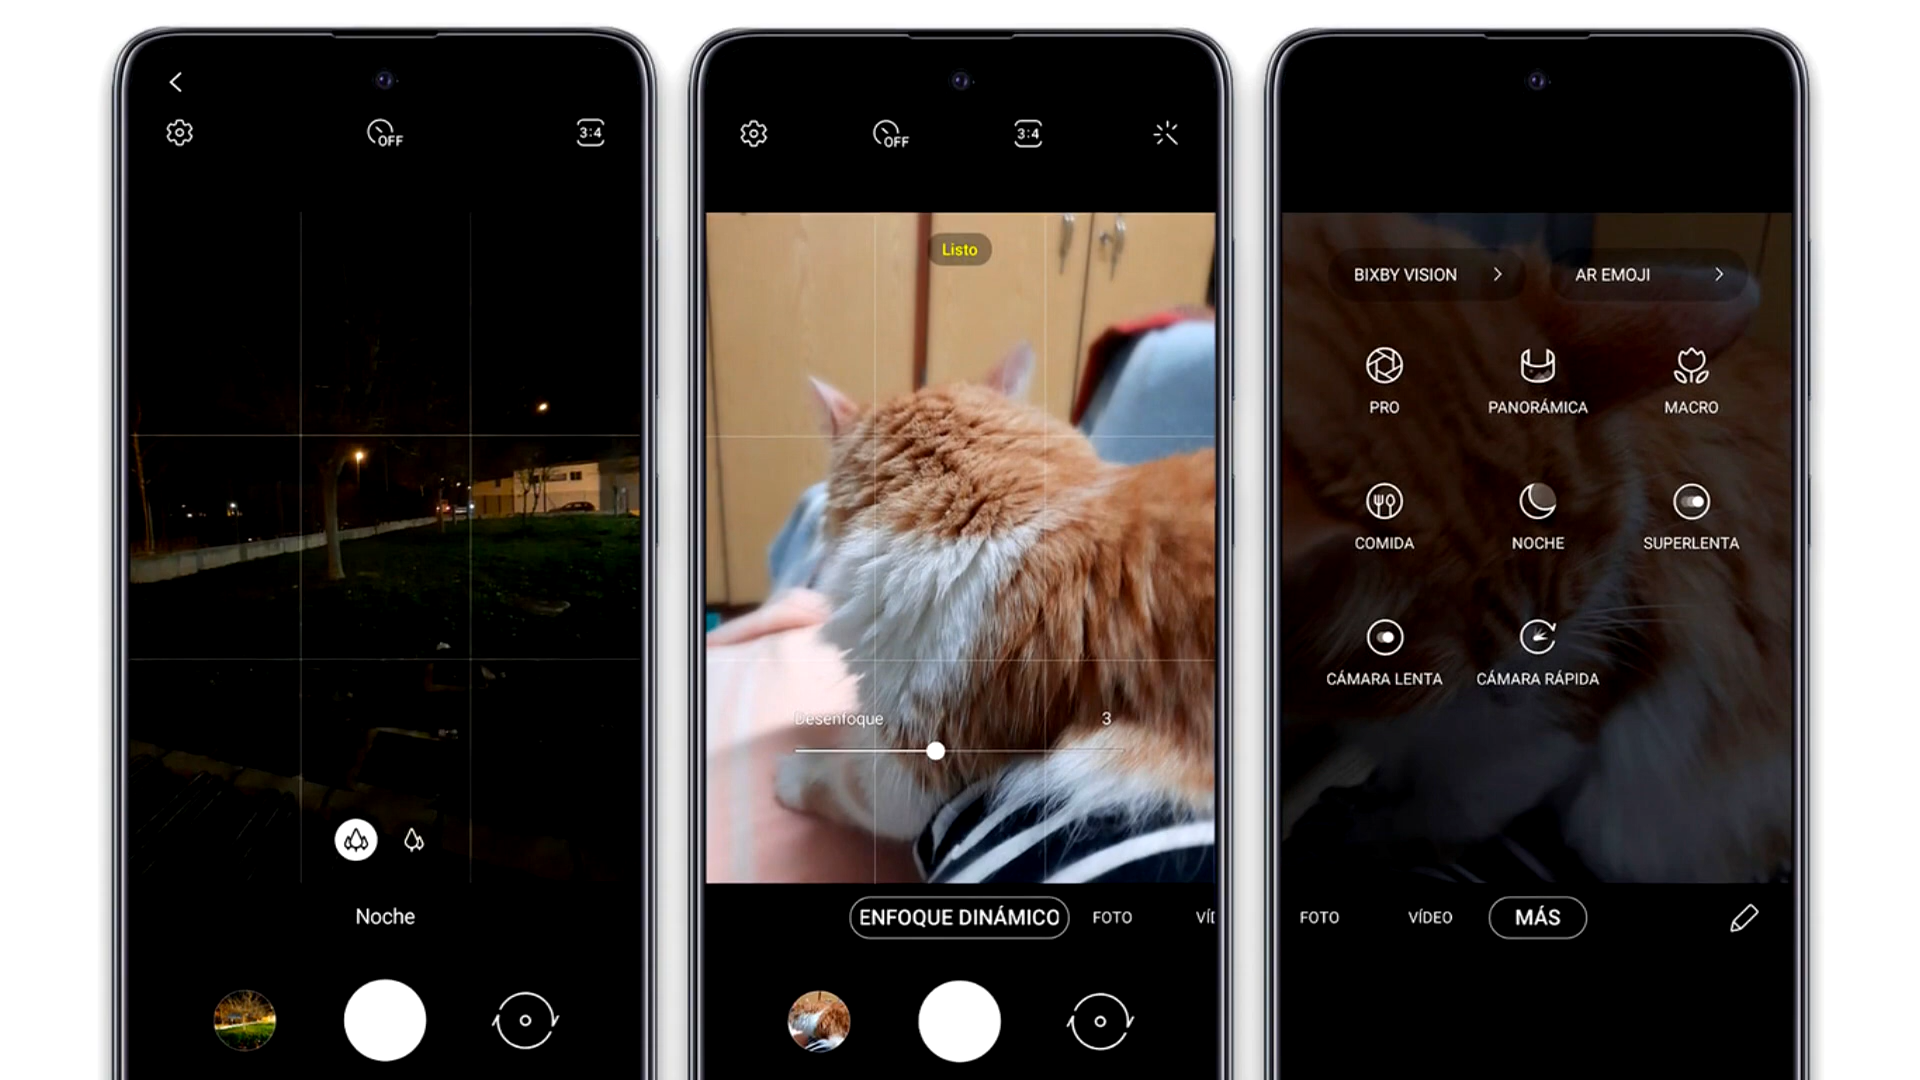 OFF
3:4
Noche
OFF
3:4
Listo
Desenfoque 3
ENFOQUE DINÁMICO FOTO VÍD
BIXBY VISION
AR EMOJI
PRO
PANORÁMICA
MACRO
COMIDA
NOCHE
SUPERLENTA
CÁMARA LENTA
CÁMARA RÁPIDA
FOTO VÍDEO MÁS